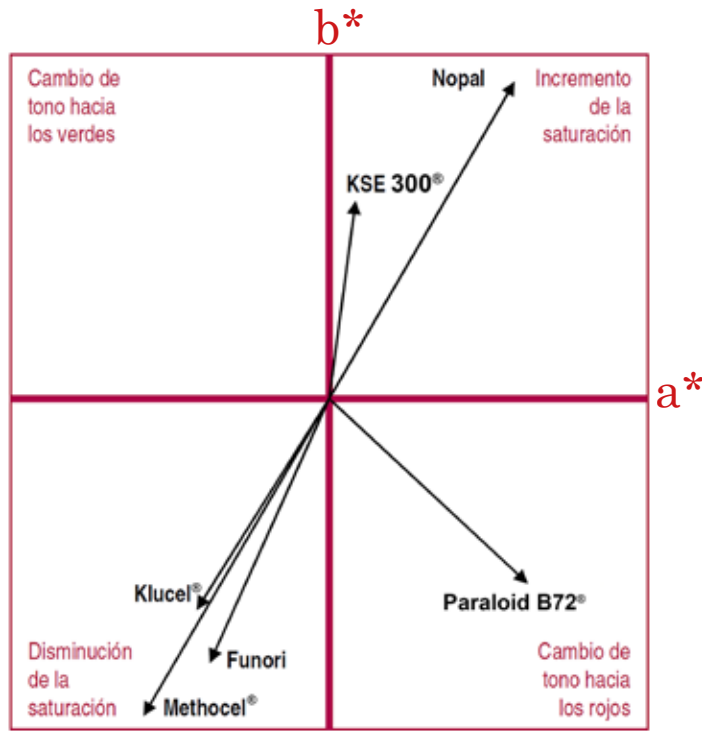 b*
Cambio de
tono hacia
los verdes
Nopal
Incremento
de la
saturación
KSE 300®
a*
Klucel®
Paraloid B72®
Disminución
de la
saturación
Funori
Methocel®
Cambio de
tono hacia
los rojos